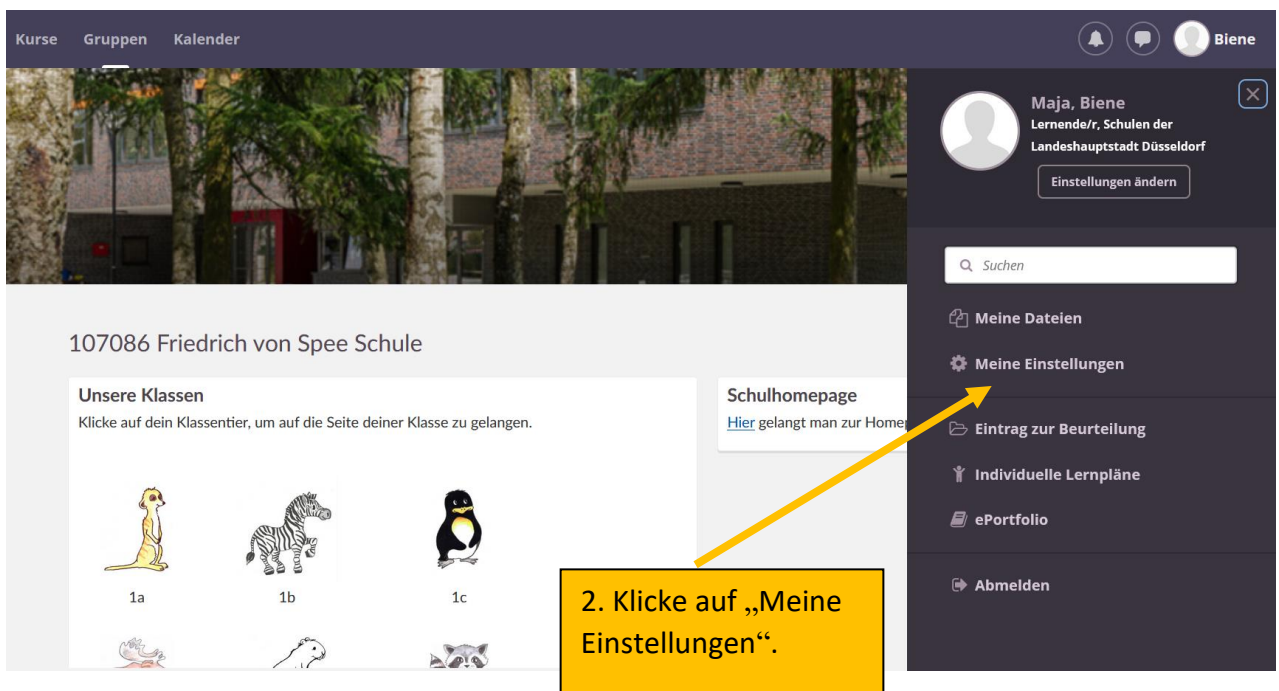 Kurse Gruppen Kalender
Biene
Maja, Biene
Lernende/r, Schulen der
Landeshauptstadt Düsseldorf
Einstellungen ändern
Suchen
Meine Dateien
Meine Einstellungen
Eintrag zur Beurteilung
Individuelle Lernpläne
ePortfolio
Abmelden
107086 Friedrich von Spee Schule
Unsere Klassen
Klicke auf dein Klassentier, um auf die Seite deiner Klasse zu gelangen.
1a 1b 1c
Schulhomepage
Hier gelangt man zur
2. Klicke auf „Meine
Einstellungen“.